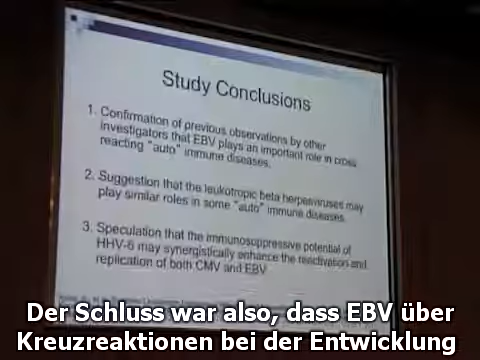 Study Conclusions
1. Confirmation of previous observations by other
investigators that EBV plays an important role in cross
reacting "auto" immune diseases.
2. Suggestion that the leukotropic beta herpesviruses may
play similar roles in some "auto" immune diseases.
3. Speculation that the immunosuppressive potential of
HHV-6 may synergistically enhance the reactivation and
replication of both CMV and EBV
Der Schluss war also, dass EBV über
Kreuzreaktionen bei der Entwicklung